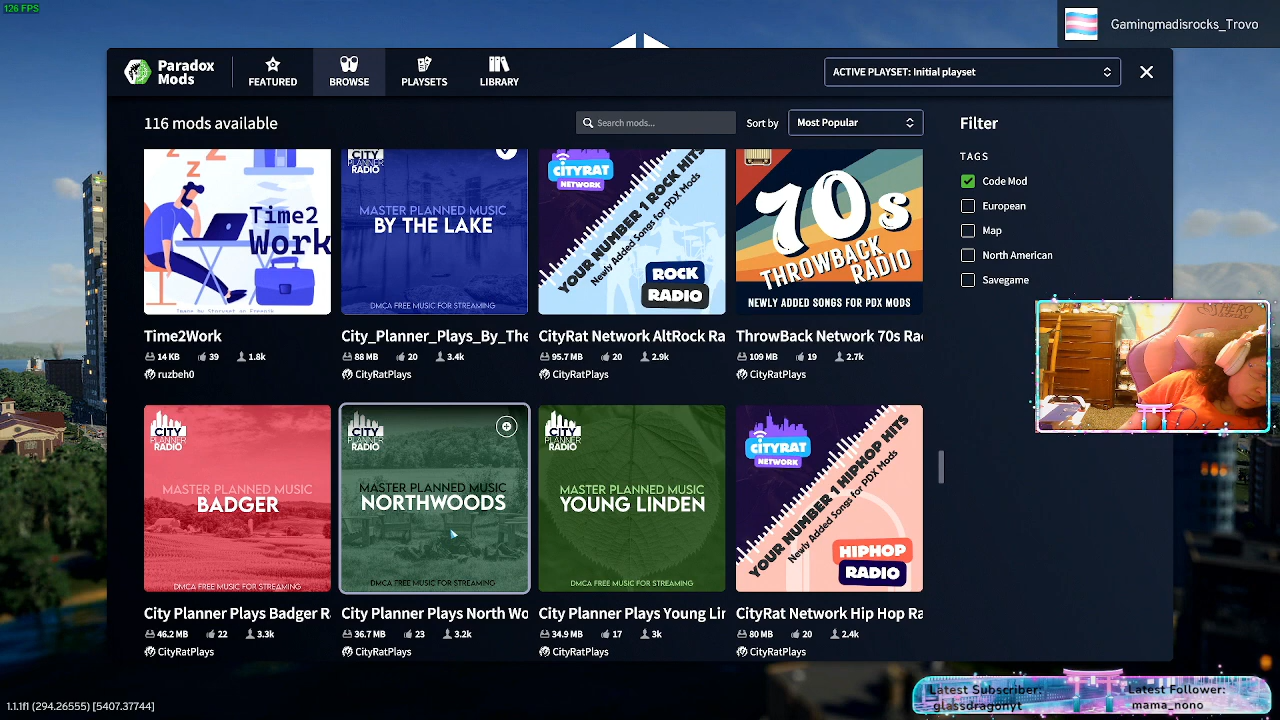 126 FPS
Gamingmadisrocks_Trovo
Paradox
Mods
FEATURED
BROWSE
PLAYSETS
LIBRARY
ACTIVE PLAYSET: Initial playset
116 mods available
Search mods...
Sort by
Most Popular
Filter
TAGS
Code Mod
European
Map
North American
Savegame
Z Z
Time2
Work
Image by Storyset on Freepik
CITY
PLANNER
RADIO
MASTER PLANNED MUSIC
BY THE LAKE
DMCA FREE MUSIC FOR STREAMING
CITYRAT
NETWORK
YOUR NUMBER 1 ROCK HITS
Newly Added Songs for PDX Mods
ROCK
RADIO
70s
THROWBACK
RADIO
NEWLY ADDED SONGS FOR PDX MODS
Time2Work
14 KB 39 1.8k
ruzbeh0
City_Planner_Plays_By_The
88 MB 20 3.4k
CityRatPlays
CityRat Network AltRock Ra
95.7 MB 20 2.9k
CityRatPlays
ThrowBack Network 70s Ra
109 MB 19 2.7k
CityRatPlays
CITY
PLANNER
RADIO
MASTER PLANNED MUSIC
BADGER
DMCA FREE MUSIC FOR STREAMING
CITY
PLANNER
RADIO
MASTER PLANNED MUSIC
NORTHWOODS
DMCA FREE MUSIC FOR STREAMING
CITY
PLANNER
RADIO
MASTER PLANNED MUSIC
YOUNG LINDEN
DMCA FREE MUSIC FOR STREAMING
CITYRAT
NETWORK
YOUR NUMBER 1 HIPHOP HITS
Newly Added Songs for PDX Mods
HIPHOP
RADIO
City Planner Plays Badger R
46.2 MB 22 3.3k
CityRatPlays
City Planner Plays North Wo
36.7 MB 23 3.2k
CityRatPlays
City Planner Plays Young Lin
34.9 MB 17 3k
CityRatPlays
CityRat Network Hip Hop Ra
80 MB 20 2.4k
CityRatPlays
Latest Subscriber:
glassdragonyt
Latest Follower:
mama_nono
1.1.1f1 (294.26555) [5407.37744]